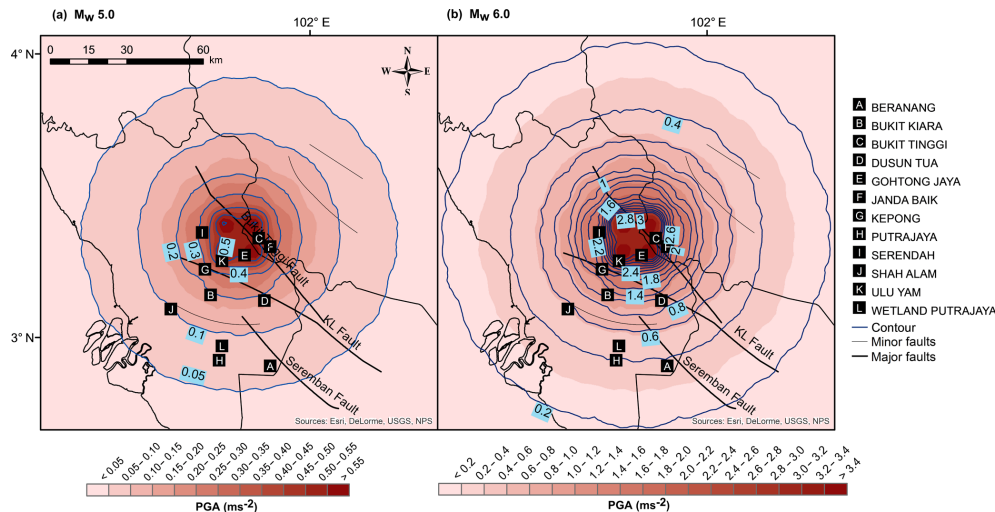 (a) Mw 5.0
102° E
(b) Mw 6.0
102° E
4° N
3° N
0 15 30 60
km
N
W E
S
I
C
E
K
G
B
D
J
L
H
A
0.2
0.3
0.5
0.4
0.1
0.05
KL Fault
Seremban Fault
Sources: Esri, DeLorme, USGS, NPS
0.4
1
1.6
2.8
3
2.6
2
2.2
2.4
1.8
1.4
0.8
0.6
0.2
I
C
E
K
G
B
D
J
L
H
A
KL Fault
Seremban Fault
Sources: Esri, DeLorme, USGS, NPS
A BERANANG
B BUKIT KIARA
C BUKIT TINGGI
D DUSUN TUA
E GOHTONG JAYA
F JANDA BAIK
G KEPONG
H PUTRAJAYA
I SERENDAH
J SHAH ALAM
K ULU YAM
L WETLAND PUTRAJAYA
Contour
Minor faults
Major faults
< 0.05
0.05– 0.10
0.10– 0.15
0.15– 0.20
0.20– 0.25
0.25– 0.30
0.30– 0.35
0.35– 0.40
0.40– 0.45
0.45– 0.50
0.50– 0.55
> 0.55
PGA (ms-2)
< 0.2
0.2– 0.4
0.4– 0.6
0.6– 0.8
0.8– 1.0
1.0– 1.2
1.2– 1.4
1.4– 1.6
1.6– 1.8
1.8– 2.0
2.0– 2.2
2.2– 2.4
2.4– 2.6
2.6– 2.8
2.8– 3.0
3.0– 3.2
3.2– 3.4
> 3.4
PGA (ms-2)